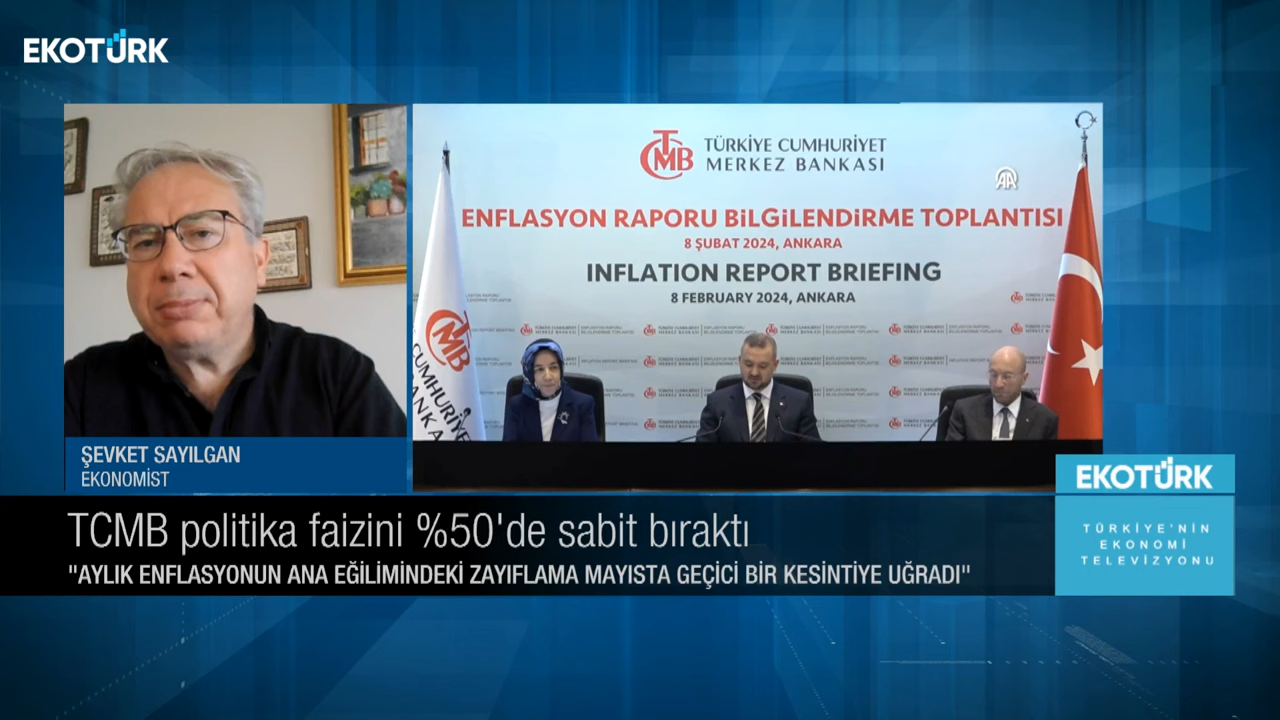 EKOTÜRK
TCMB
TÜRKİYE CUMHURİYET
MERKEZ BANKASI
AA
ENFLASYON RAPORU BİLGİLENDİRME TOPLANTISI
8 ŞUBAT 2024, ANKARA
INFLATION REPORT BRIEFING
8 FEBRUARY 2024, ANKARA
ŞEVKET SAYILGAN
EKONOMİST
EKOTÜRK
TÜRKİYE'NİN
EKONOMİ
TELEVİZYONU
TCMB politika faizini %50'de sabit bıraktı
"AYLIK ENFLASYONUN ANA EĞİLİMİNDEKİ ZAYIFLAMA MAYISTA GEÇİCİ BİR KESİNTİYE UĞRADI"